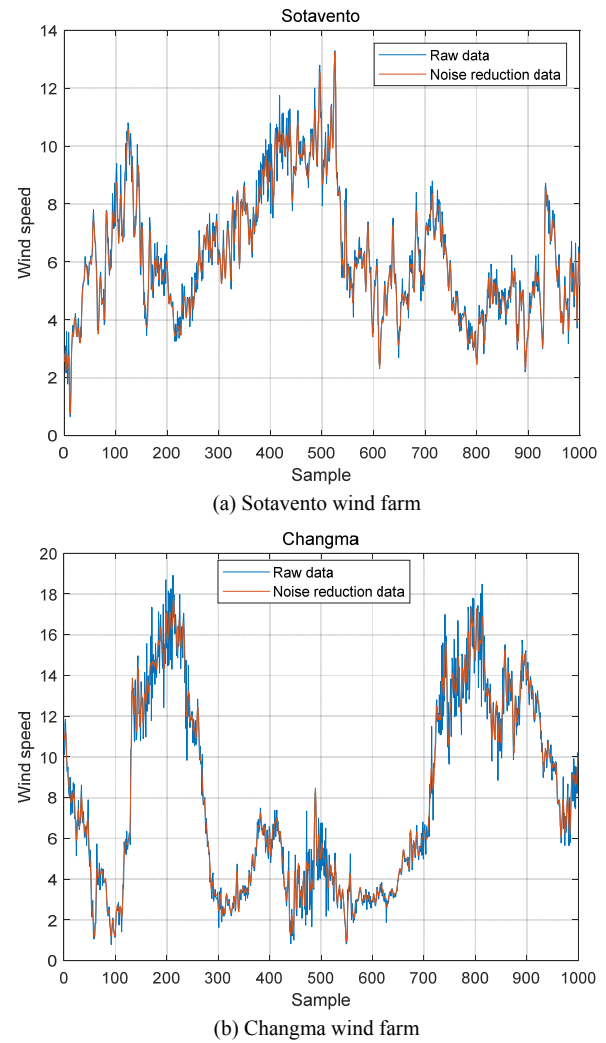 Sotavento
14
12
10
8
6
4
2
0
Wind speed
Raw data
Noise reduction data
0 100 200 300 400 500 600 700 800 900 1000
Sample
(a) Sotavento wind farm
Changma
20
18
16
14
12
10
8
6
4
2
0
Wind speed
Raw data
Noise reduction data
0 100 200 300 400 500 600 700 800 900 1000
Sample
(b) Changma wind farm